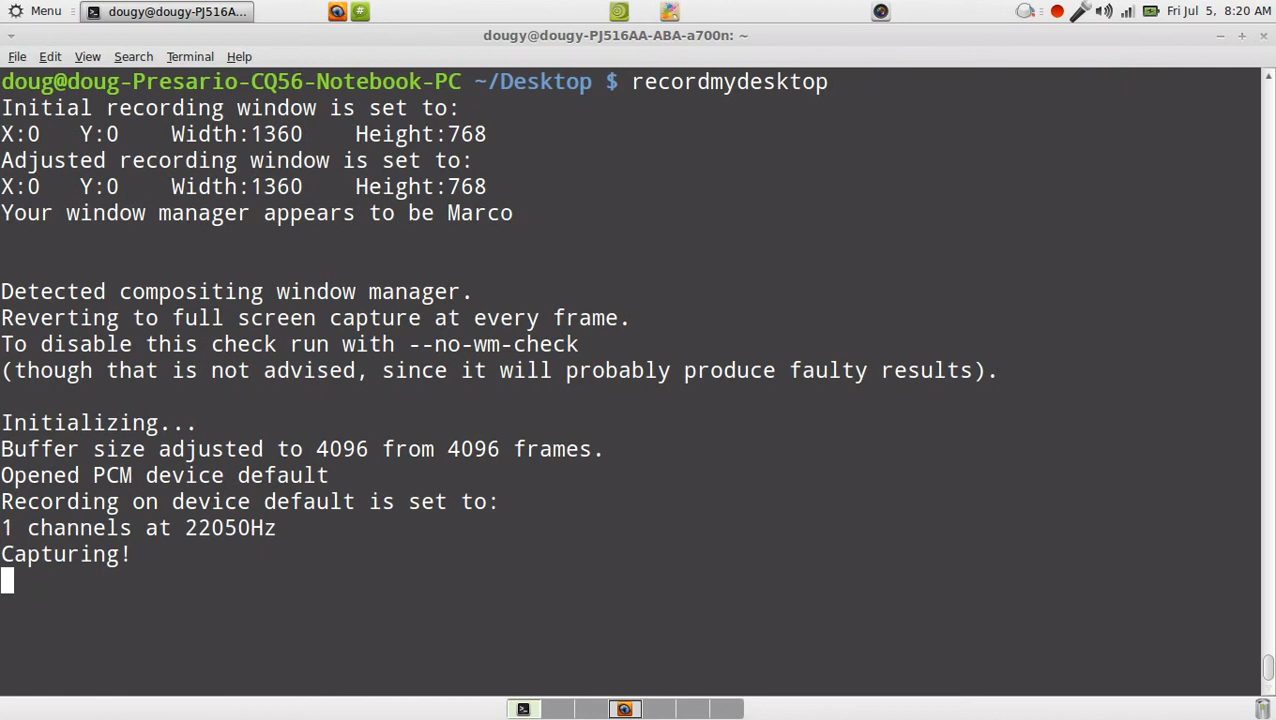 Menu
dougy@dougy-PJ516A...
Fri Jul 5, 8:20 AM
dougy@dougy-PJ516AA-ABA-a700n: ~
File Edit View Search Terminal Help
doug@doug-Presario-CQ56-Notebook-PC ~/Desktop $ recordmydesktop
Initial recording window is set to:
X:0 Y:0 Width:1360 Height:768
Adjusted recording window is set to:
X:0 Y:0 Width:1360 Height:768
Your window manager appears to be Marco
Detected compositing window manager.
Reverting to full screen capture at every frame.
To disable this check run with --no-wm-check
(though that is not advised, since it will probably produce faulty results).
Initializing...
Buffer size adjusted to 4096 from 4096 frames.
Opened PCM device default
Recording on device default is set to:
1 channels at 22050Hz
Capturing!